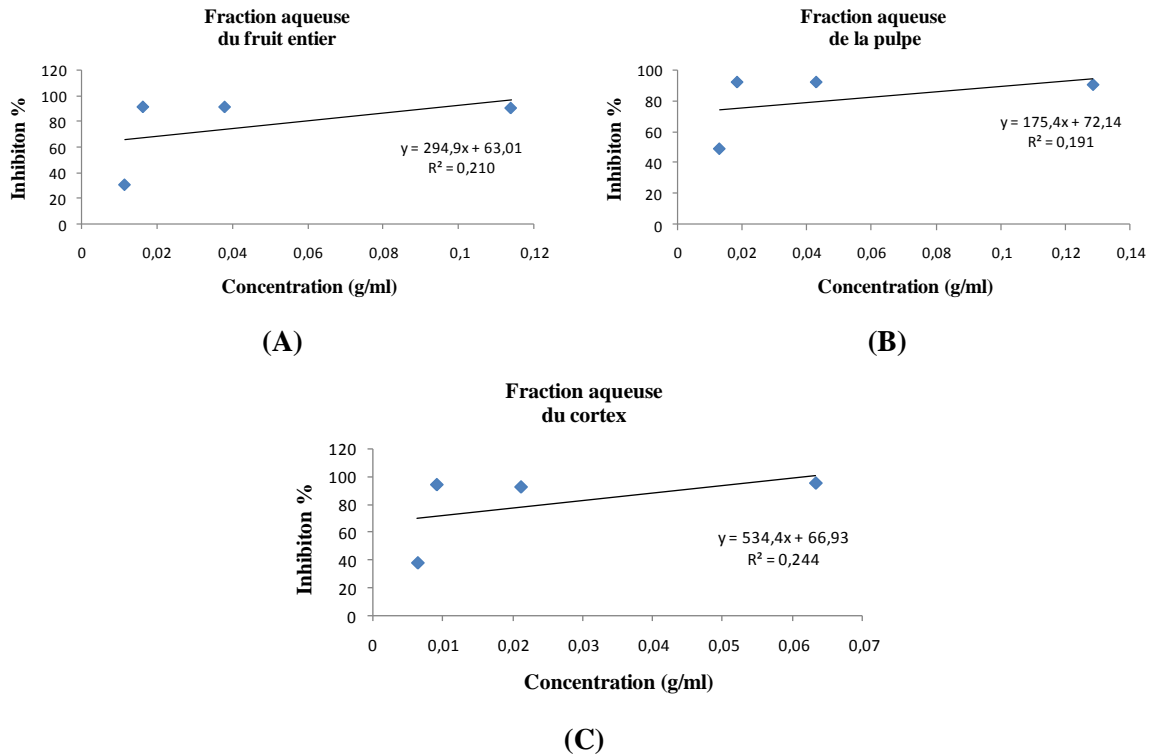 Fraction aqueuse
du fruit entier
120
100
80
60
40
20
0
Inhibiton %
y = 294,9x + 63,01
R² = 0,210
0 0,02 0,04 0,06 0,08 0,1 0,12
Concentration (g/ml)
(A)
Fraction aqueuse
de la pulpe
100
80
60
40
20
0
Inhibiton %
y = 175,4x + 72,14
R² = 0,191
0 0,02 0,04 0,06 0,08 0,1 0,12 0,14
Concentration (g/ml)
(B)
Fraction aqueuse
du cortex
120
100
80
60
40
20
0
Inhibiton %
y = 534,4x + 66,93
R² = 0,244
0 0,01 0,02 0,03 0,04 0,05 0,06 0,07
Concentration (g/ml)
(C)